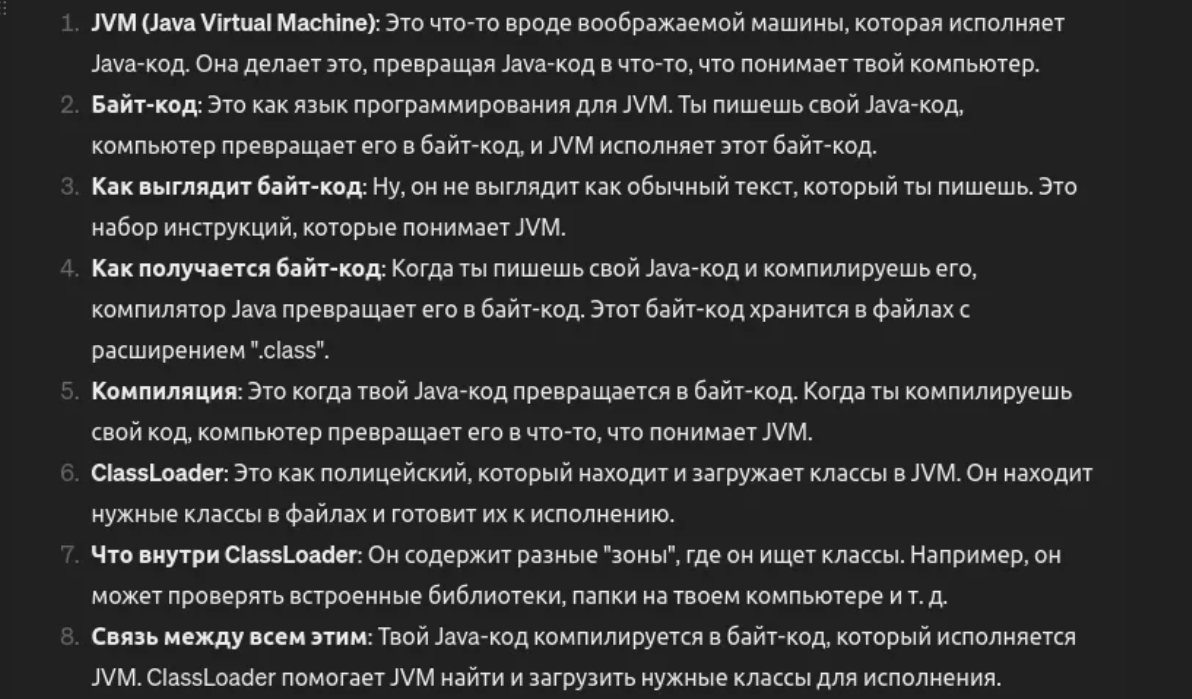 1. JVM (Java Virtual Machine): Это что-то вроде воображаемой машины, которая исполняет
Java-код. Она делает это, превращая Java-код в что-то, что понимает твой компьютер.
2. Байт-код: Это как язык программирования для JVM. Ты пишешь свой Java-код,
компьютер превращает его в байт-код, и JVM исполняет этот байт-код.
3. Как выглядит байт-код: Ну, он не выглядит как обычный текст, который ты пишешь. Это
набор инструкций, которые понимает JVM.
4. Как получается байт-код: Когда ты пишешь свой Java-код и компилируешь его,
компилятор Java превращает его в байт-код. Этот байт-код хранится в файлах с
расширением ".class".
5. Компиляция: Это когда твой Java-код превращается в байт-код. Когда ты компилируешь
свой код, компьютер превращает его в что-то, что понимает JVM.
6. ClassLoader: Это как полицейский, который находит и загружает классы в JVM. Он находит
нужные классы в файлах и готовит их к исполнению.
7. Что внутри ClassLoader: Он содержит разные "зоны", где он ищет классы. Например, он
может проверять встроенные библиотеки, папки на твоем компьютере и т. д.
8. Связь между всем этим: Твой Java-код компилируется в байт-код, который исполняется
JVM. ClassLoader помогает JVM найти и загрузить нужные классы для исполнения.